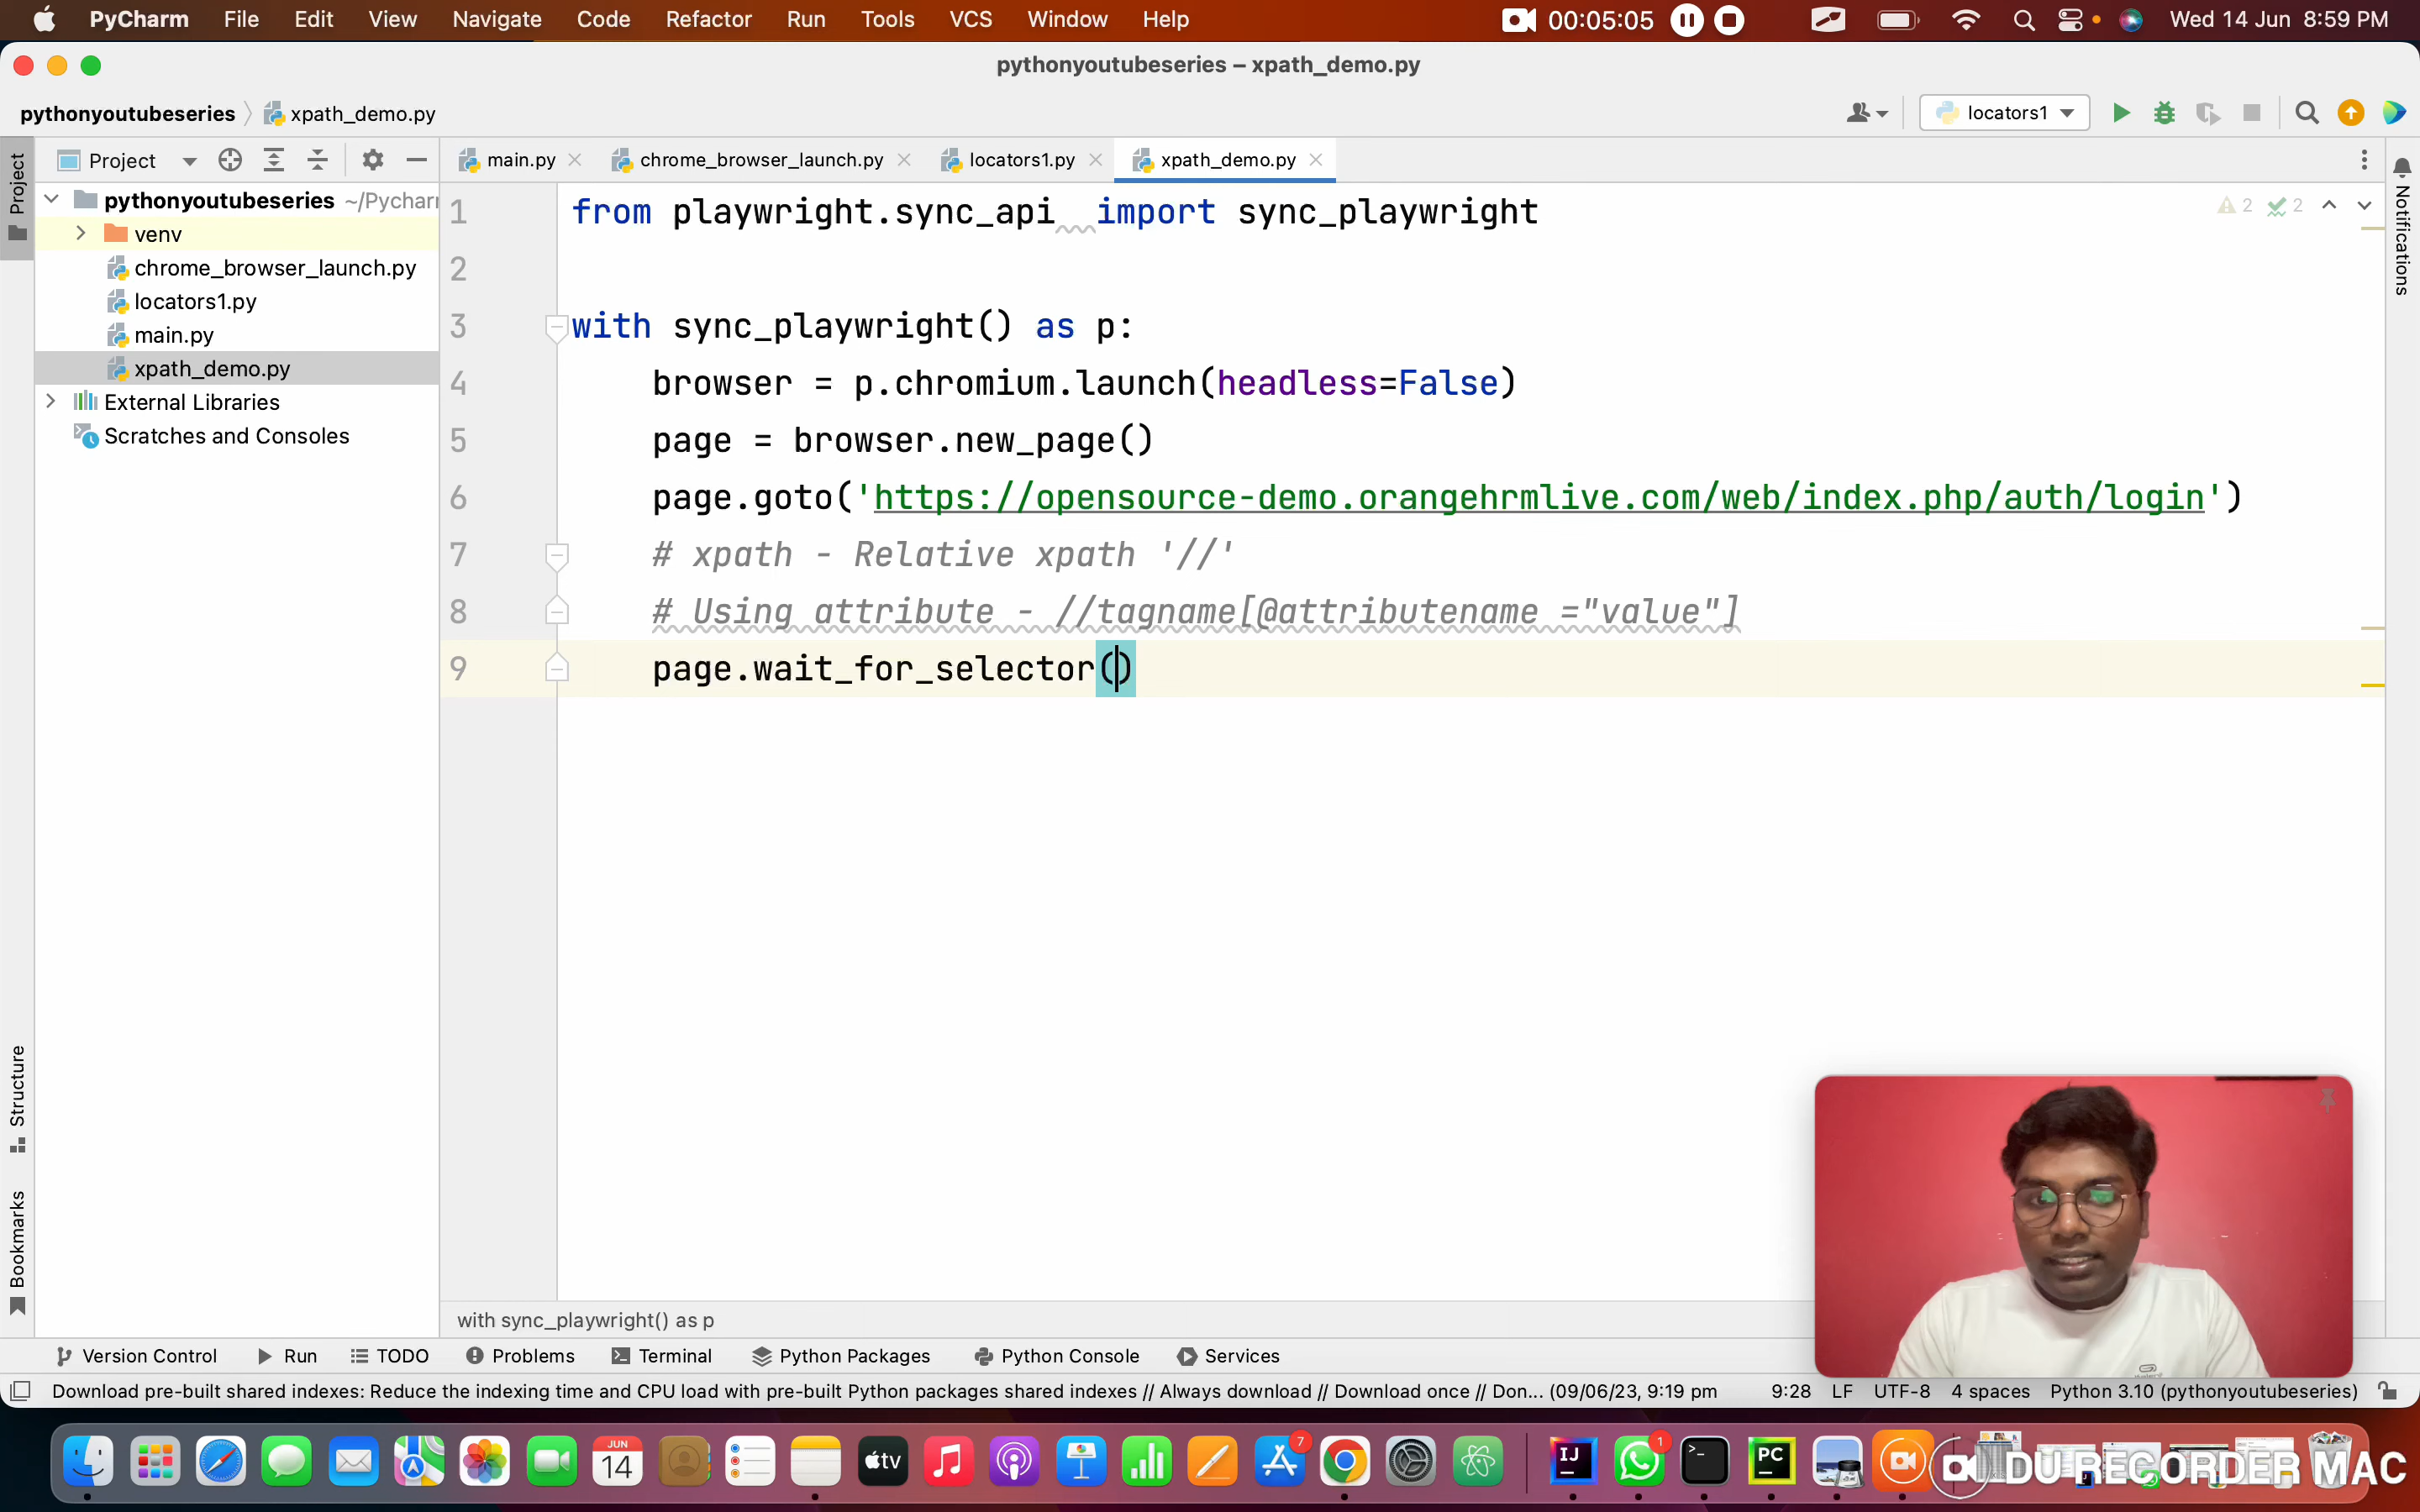 PyCharm File Edit View Navigate Code Refactor Run Tools VCS Window Help 00:05:05 Wed 14 Jun 8:59 PM
pythonyoutubeseries – xpath_demo.py
pythonyoutubeseries xpath_demo.py locators1
Project main.py chrome_browser_launch.py locators1.py xpath_demo.py
Project
Notifications
pythonyoutubeseries ~/Pychar
venv
chrome_browser_launch.py
locators1.py
main.py
xpath_demo.py
External Libraries
Scratches and Consoles
2 2
1 from playwright.sync_api import sync_playwright
2
3 with sync_playwright() as p:
4 browser = p.chromium.launch(headless=False)
5 page = browser.new_page()
6 page.goto('https://opensource-demo.orangehrmlive.com/web/index.php/auth/login')
7 # xpath - Relative xpath '//'
8 # Using attribute - //tagname[@attributename ="value"]
9 page.wait_for_selector()
Structure
Bookmarks
with sync_playwright() as p
Version Control Run TODO Problems Terminal Python Packages Python Console Services
Download pre-built shared indexes: Reduce the indexing time and CPU load with pre-built Python packages shared indexes // Always download // Download once // Don... (09/06/23, 9:19 pm 9:28 LF UTF-8 4 spaces Python 3.10 (pythonyoutubeseries)
JUN
14
tv
7
IJ
1
PC
DU RECORDER MAC